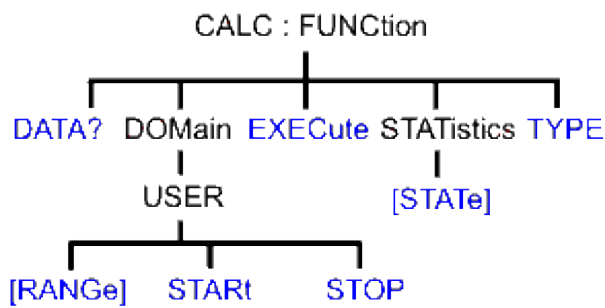 CALC : FUNCtion
DATA? DOMain EXECute STATistics TYPE
USER [STATe]
[RANGe] STARt STOP